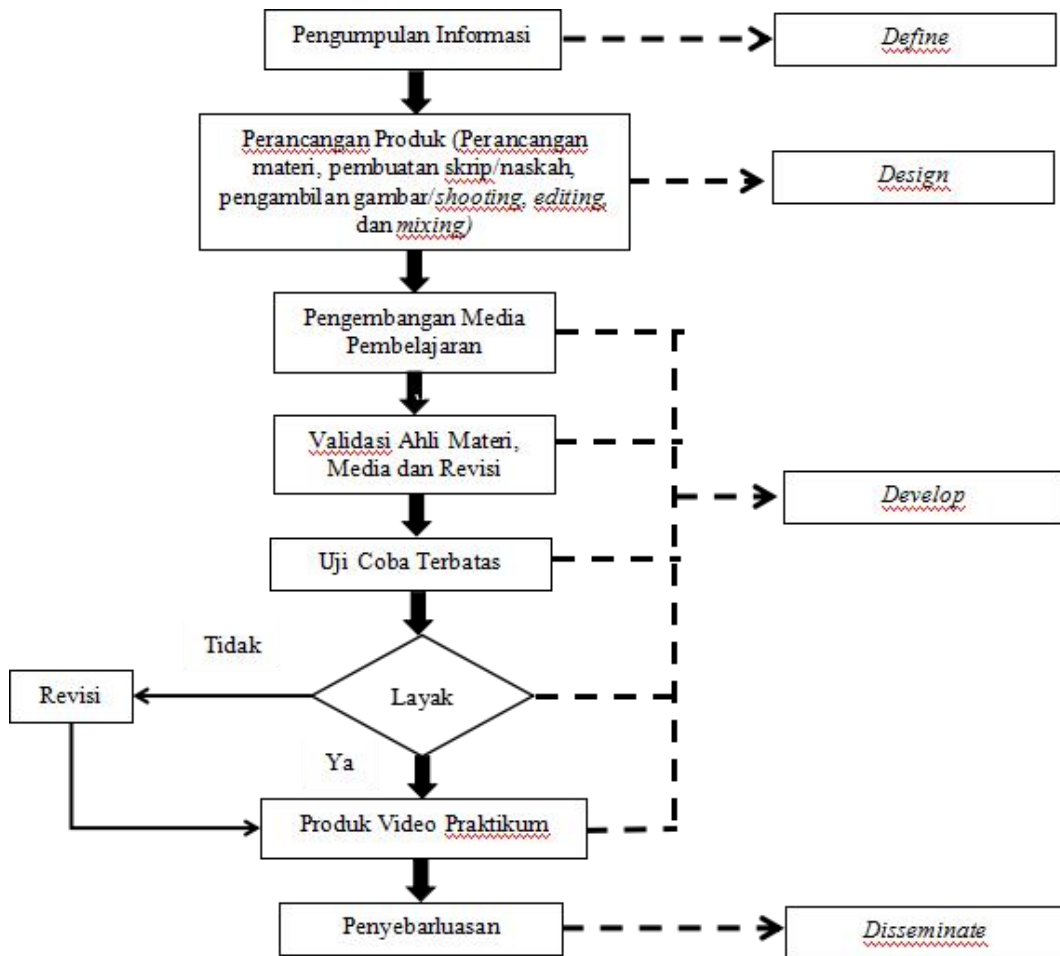 Pengumpulan Informasi
Define
Perancangan Produk (Perancangan
materi, pembuatan skrip/naskah,
pengambilan gambar/shooting, editing,
dan mixing)
Design
Pengembangan Media
Pembelajaran
Validasi Ahli Materi,
Media dan Revisi
Develop
Uji Coba Terbatas
Tidak
Revisi
Layak
Ya
Produk Video Praktikum
Penyebarluasan
Disseminate